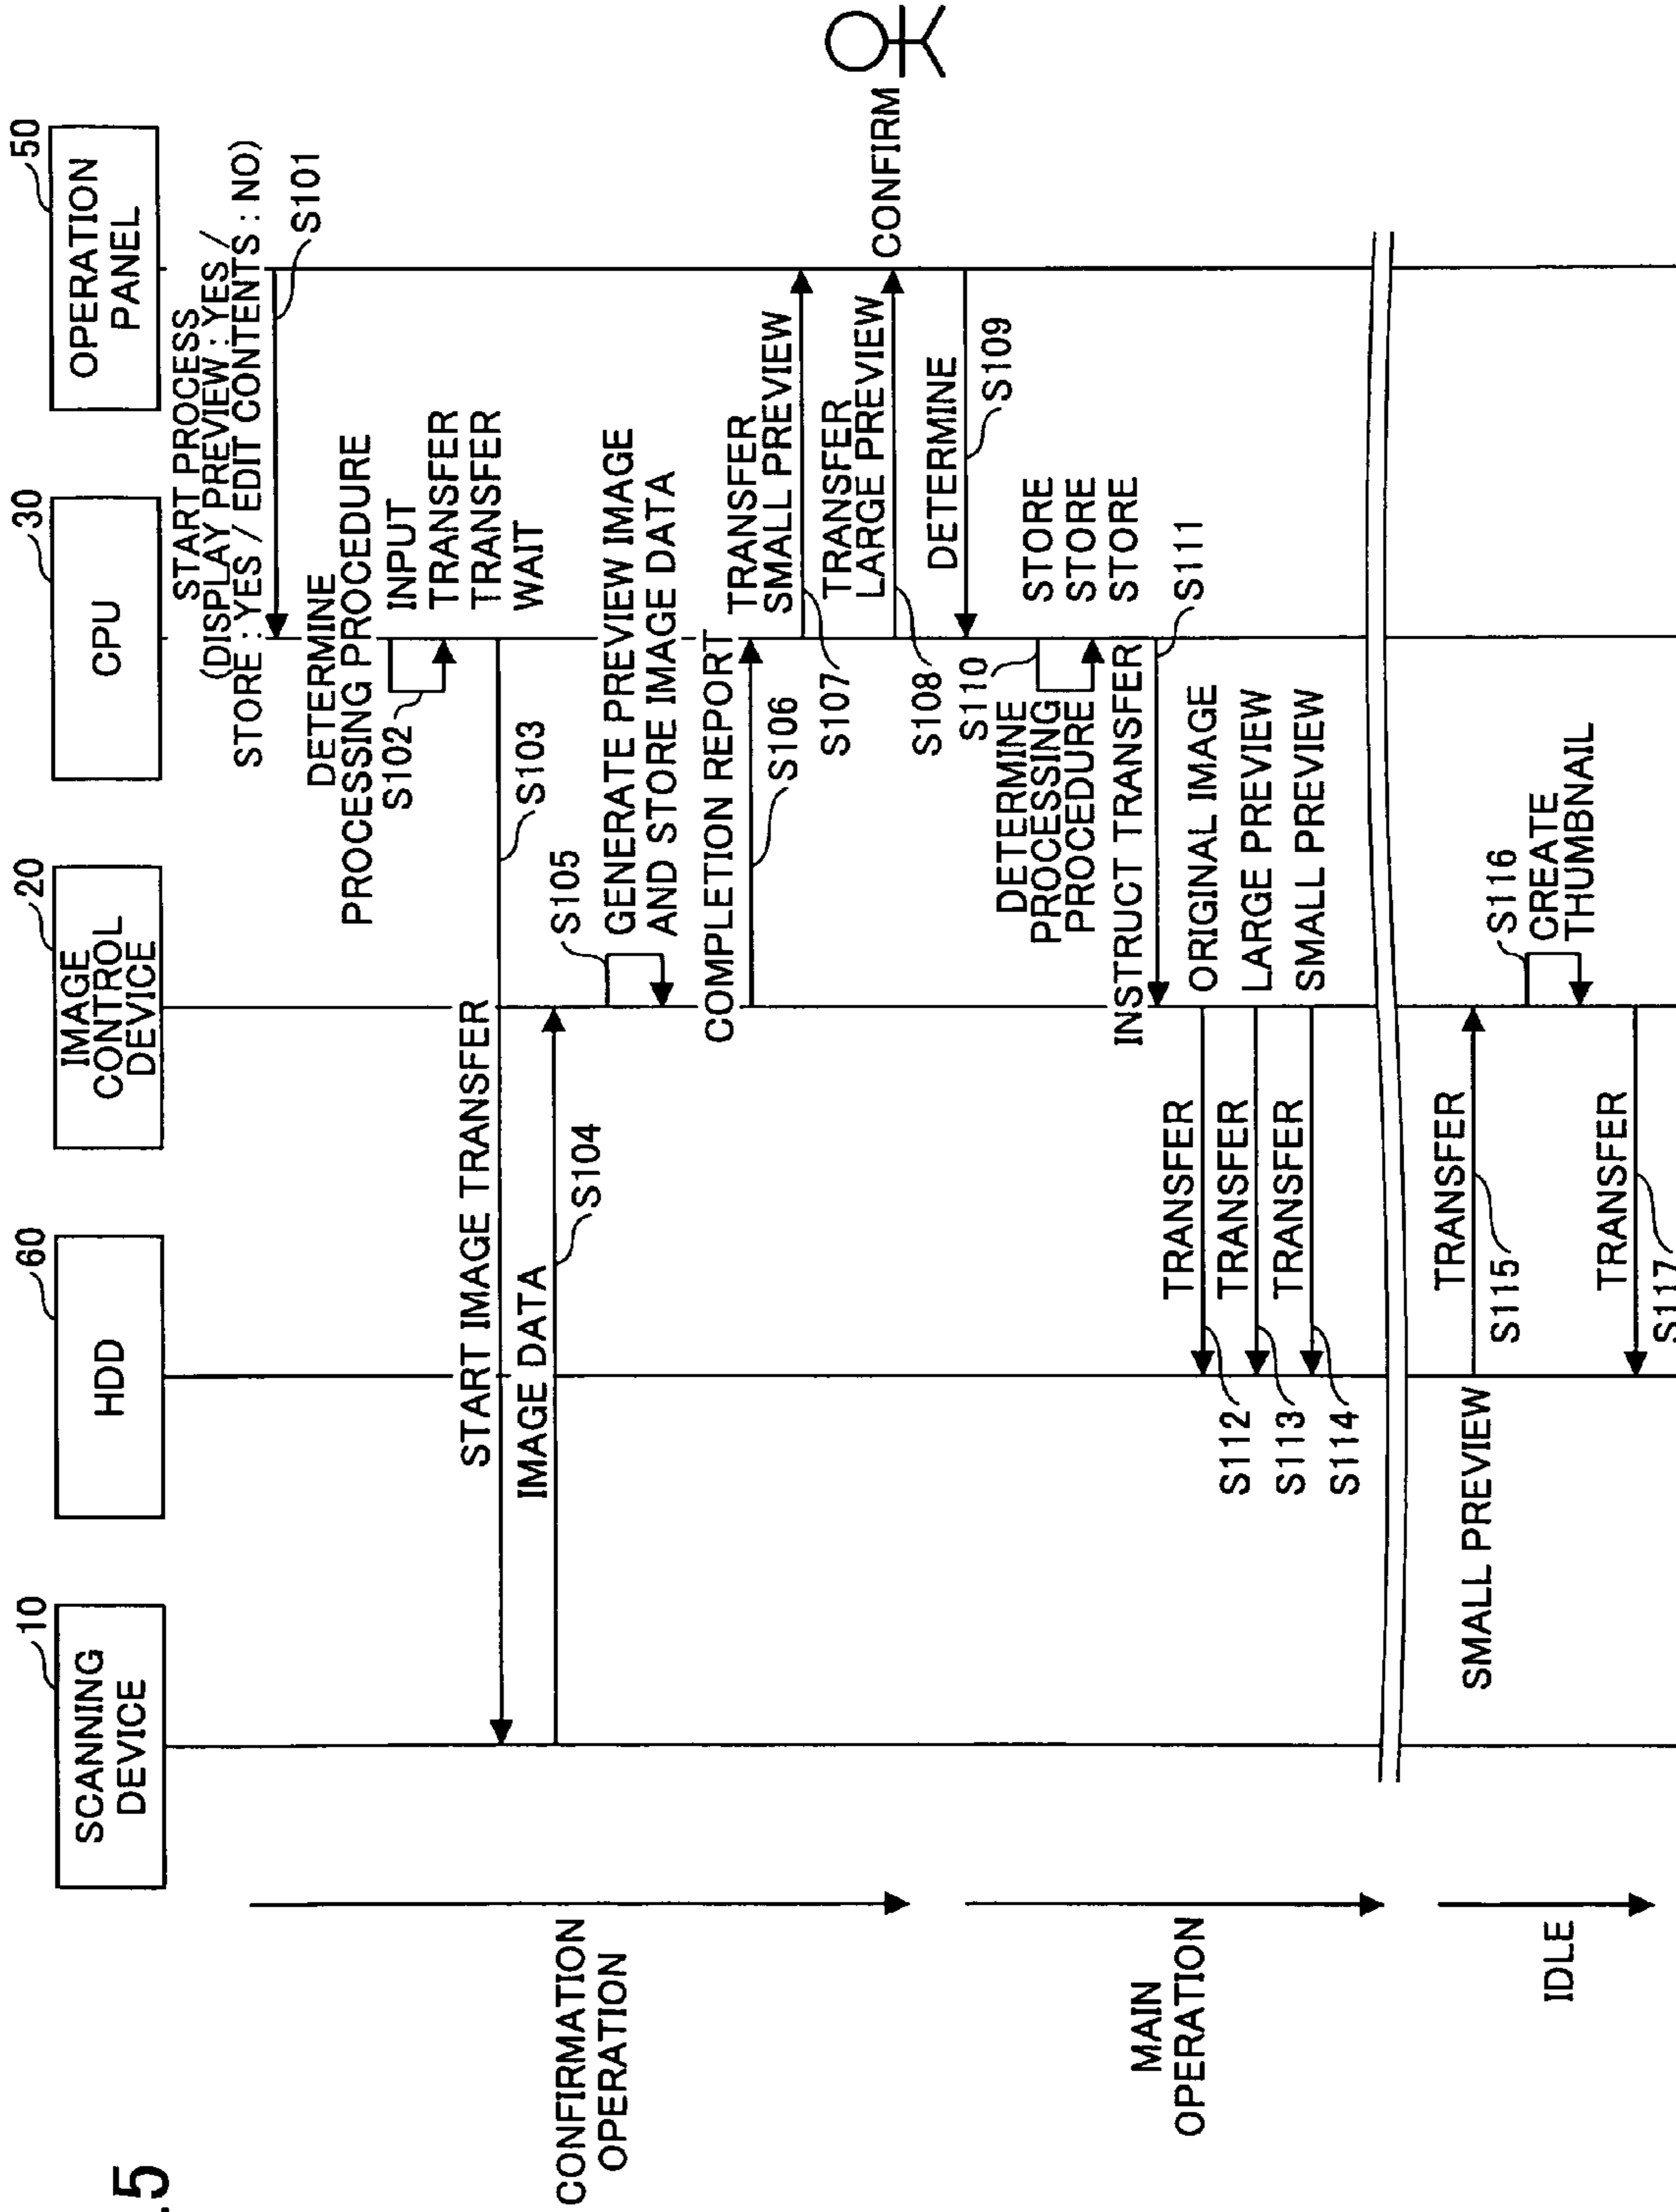 .5
SCANNING
DEVICE
10
HDD
60
IMAGE
CONTROL
DEVICE
20
CPU
30
OPERATION
PANEL
50
CONFIRMATION
OPERATION
START PROCESS
(DISPLAY PREVIEW : YES /
STORE : YES / EDIT CONTENTS : NO)
S101
DETERMINE
PROCESSING PROCEDURE
S102
INPUT
TRANSFER
TRANSFER
WAIT
START IMAGE TRANSFER
S103
IMAGE DATA
S104
S105
GENERATE PREVIEW IMAGE
AND STORE IMAGE DATA
COMPLETION REPORT
S106
TRANSFER
SMALL PREVIEW
S107
TRANSFER
LARGE PREVIEW
S108
CONFIRM
MAIN
OPERATION
DETERMINE
S109
S110
DETERMINE
PROCESSING
PROCEDURE
STORE
STORE
STORE
INSTRUCT TRANSFER
S111
TRANSFER
ORIGINAL IMAGE
S112
TRANSFER
LARGE PREVIEW
S113
TRANSFER
SMALL PREVIEW
S114
IDLE
SMALL PREVIEW
TRANSFER
S115
S116
CREATE
THUMBNAIL
TRANSFER
S117